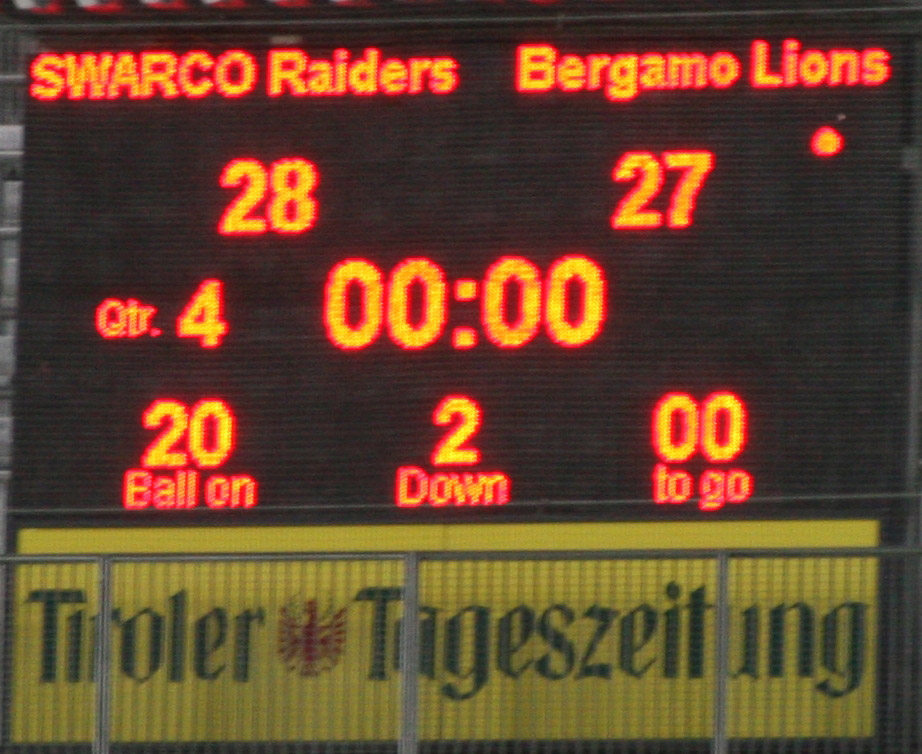 SWARCO Raiders Bergamo Lions
28 27
Qtr. 4 00:00
20 2 00
Ball on Down to go
Tiroler Tageszeitung